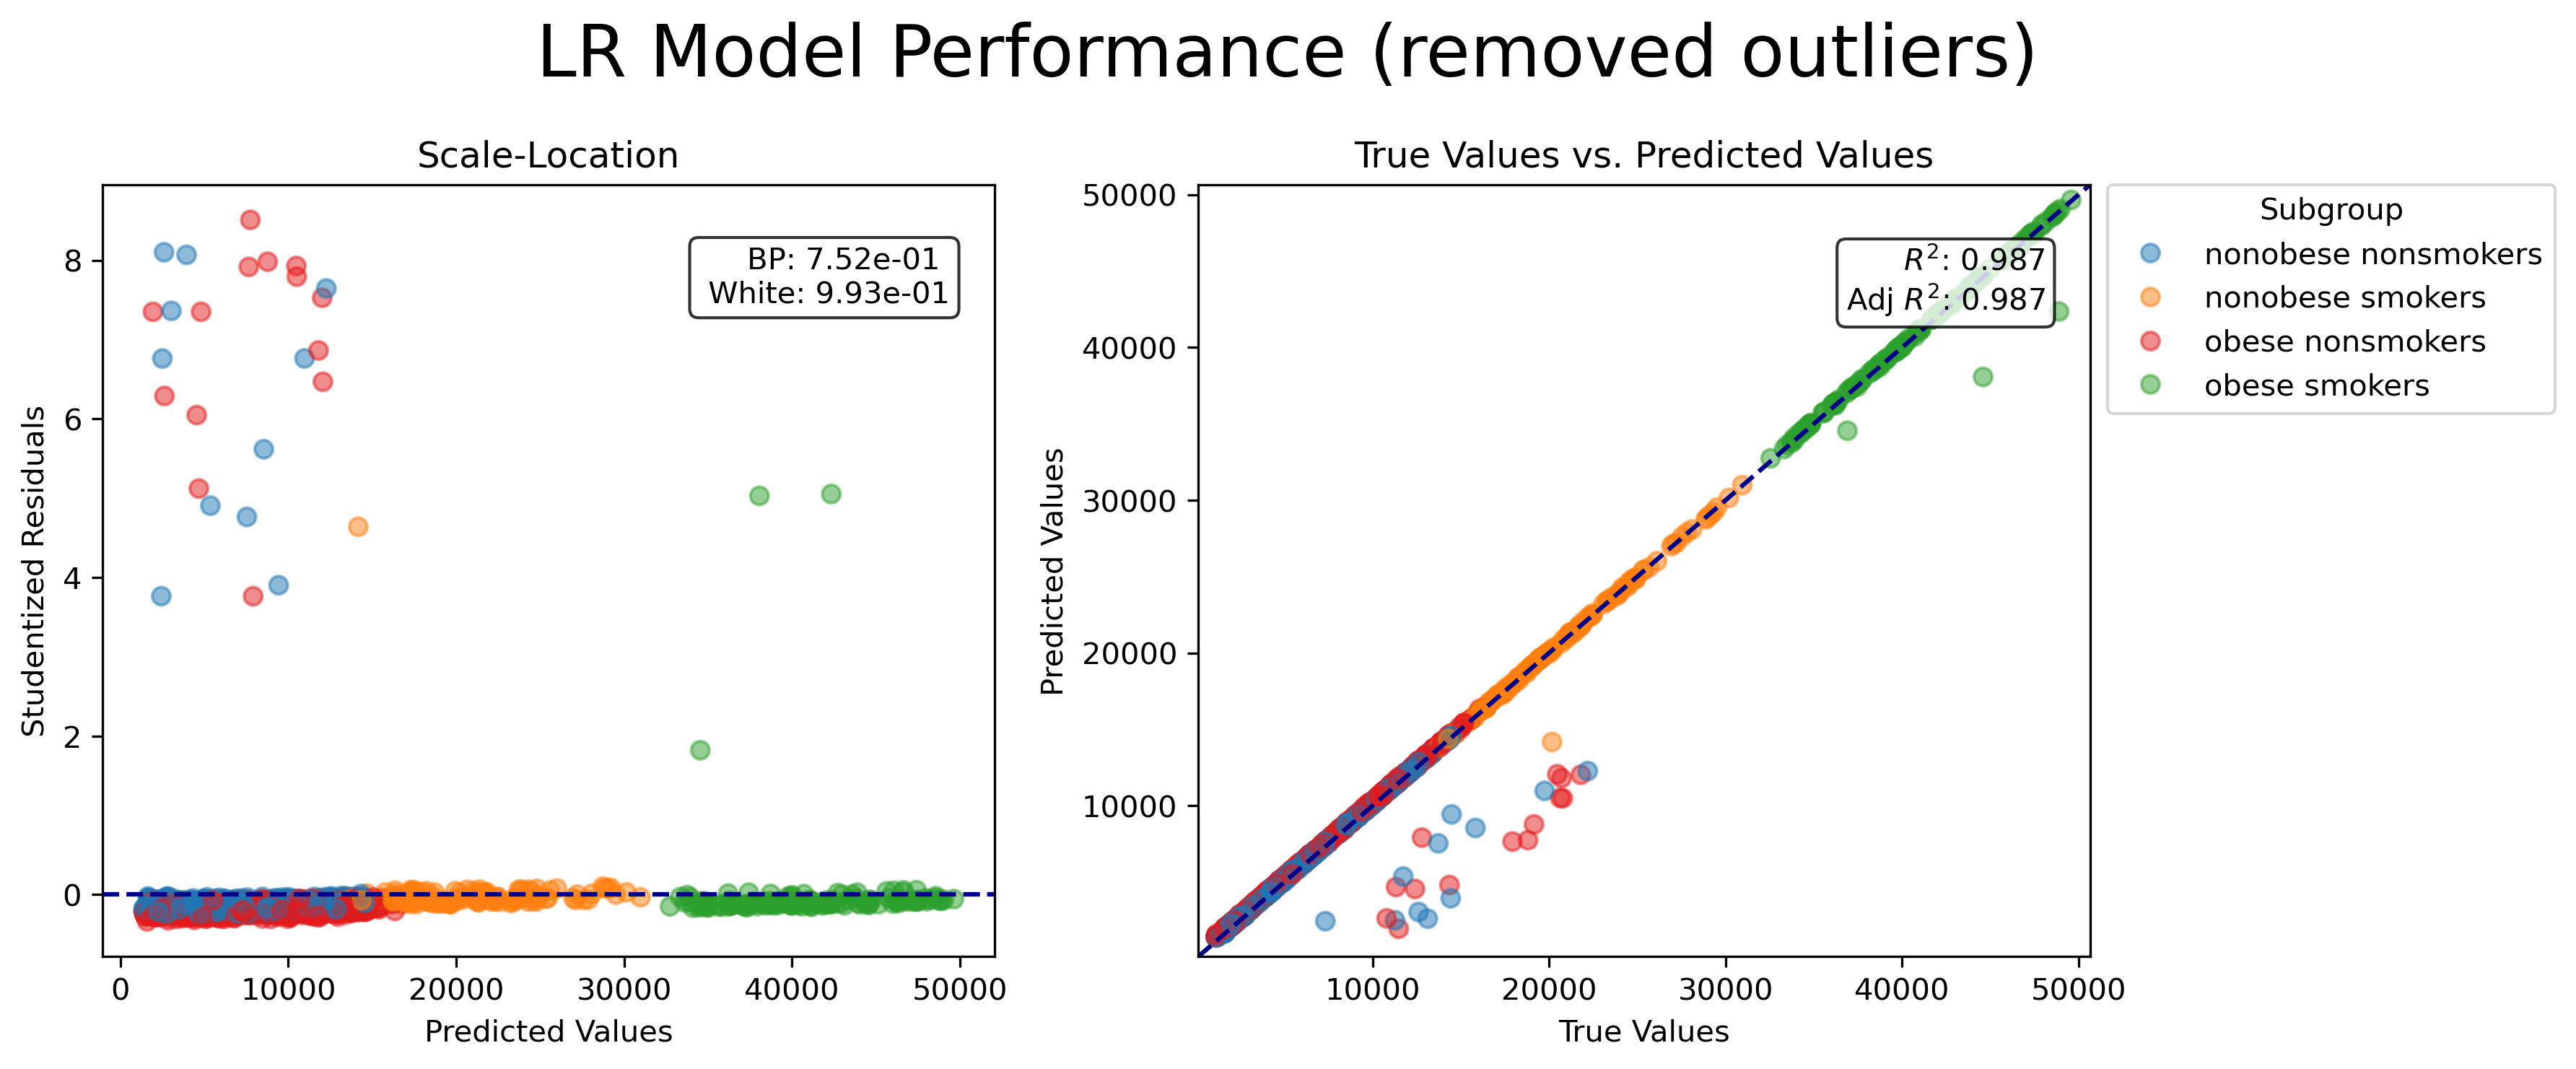 LR Model Performance (removed outliers)
Scale-Location
Studentized Residuals
8
6
4
2
0
BP: 7.52e-01
White: 9.93e-01
0 10000 20000 30000 40000 50000
Predicted Values
True Values vs. Predicted Values
Predicted Values
50000
40000
30000
20000
10000
R²: 0.987
Adj R²: 0.987
10000 20000 30000 40000 50000
True Values
Subgroup
nonobese nonsmokers
nonobese smokers
obese nonsmokers
obese smokers